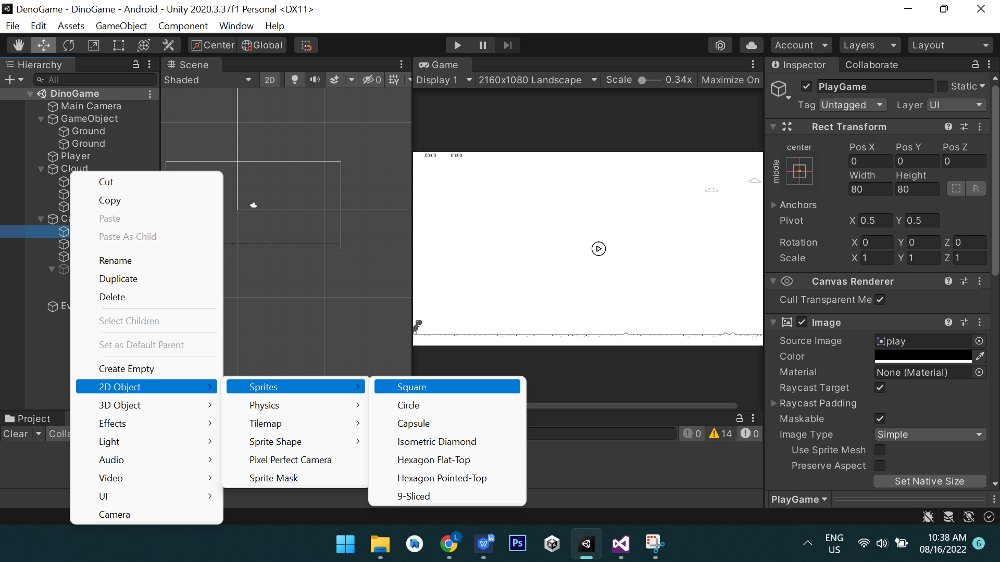 DenoGame - DinoGame - Android - Unity 2020.3.37f1 Personal <DX11>
File Edit Assets GameObject Component Window Help
Center Global Account Layers Layout
Hierarchy
All
DinoGame
Main Camera
GameObject
Ground
Ground
Player
Cloud
Ca
Ev
Cut
Copy
Paste
Paste As Child
Rename
Duplicate
Delete
Select Children
Set as Default Parent
Create Empty
2D Object
3D Object
Effects
Light
Audio
Video
UI
Camera
Sprites
Physics
Tilemap
Sprite Shape
Pixel Perfect Camera
Sprite Mask
Square
Circle
Capsule
Isometric Diamond
Hexagon Flat-Top
Hexagon Pointed-Top
9-Sliced
Scene
Shaded 2D 0
Game
Display 1 2160x1080 Landscape Scale 0.34x Maximize On
00:00 00:00
Project
Clear Colla
0 14 0
Inspector Collaborate
PlayGame Static
Tag Untagged Layer UI
Rect Transform
center
middle
Pos X Pos Y Pos Z
0 0 0
Width Height
80 80 R
Anchors
Pivot X 0.5 Y 0.5
Rotation X 0 Y 0 Z 0
Scale X 1 Y 1 Z 1
Canvas Renderer
Cull Transparent Me
Image
Source Image play
Color
Material None (Material)
Raycast Target
Raycast Padding
Maskable
Image Type Simple
Use Sprite Mesh
Preserve Aspect
Set Native Size
PlayGame
L W Ps
ENG
US
10:38 AM
08/16/2022
6